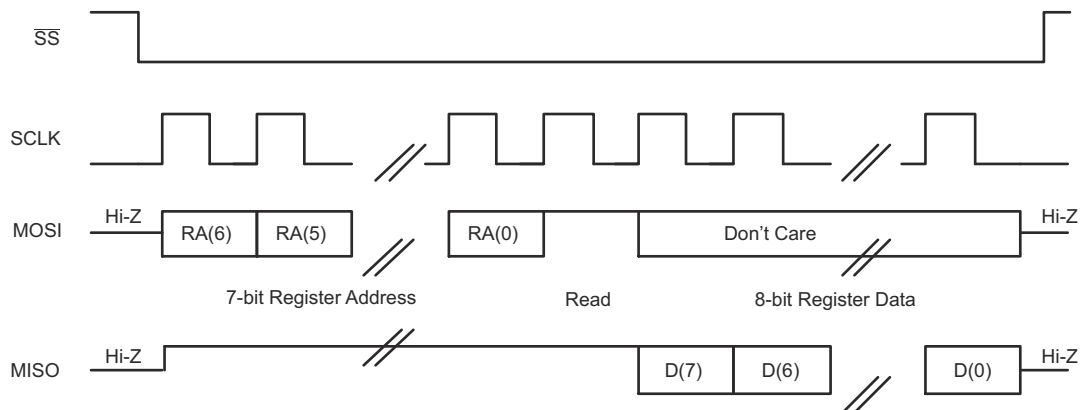 SS
SCLK
MOSI Hi-Z RA(6) RA(5) RA(0) Don't Care Hi-Z
7-bit Register Address Read 8-bit Register Data
MISO Hi-Z D(7) D(6) D(0) Hi-Z